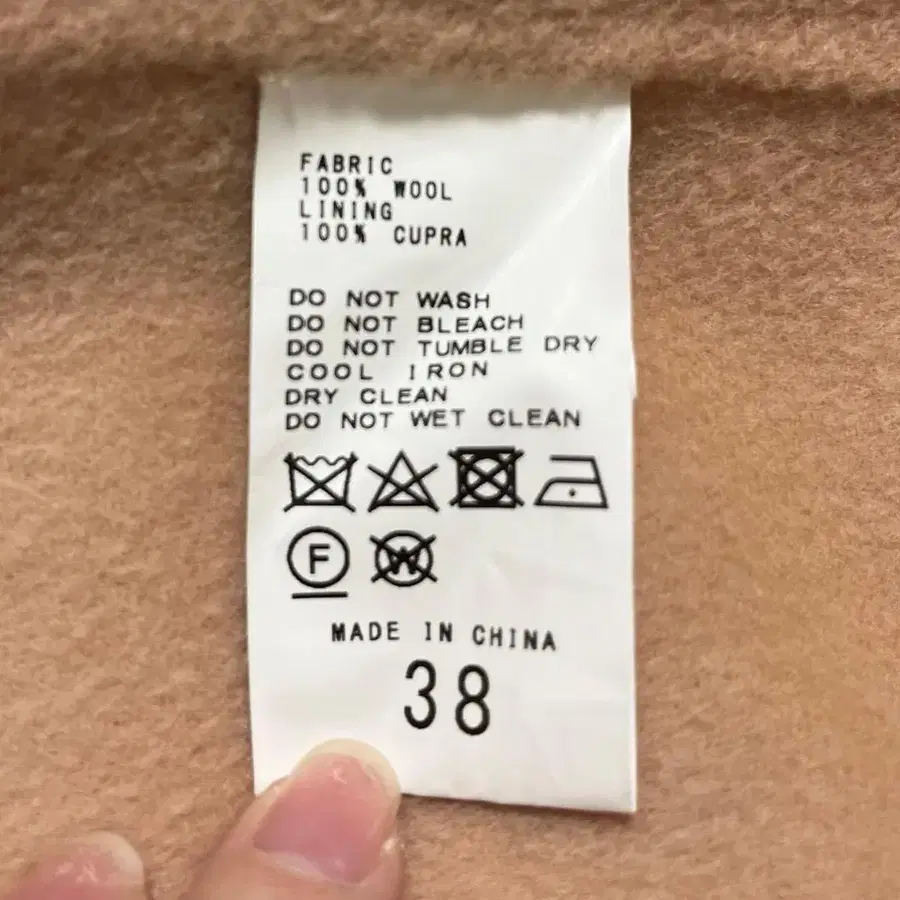 FABRIC
100% WOOL
LINING
100% CUPRA
DO NOT WASH
DO NOT BLEACH
DO NOT TUMBLE DRY
COOL IRON
DRY CLEAN
DO NOT WET CLEAN
F W
MADE IN CHINA
38